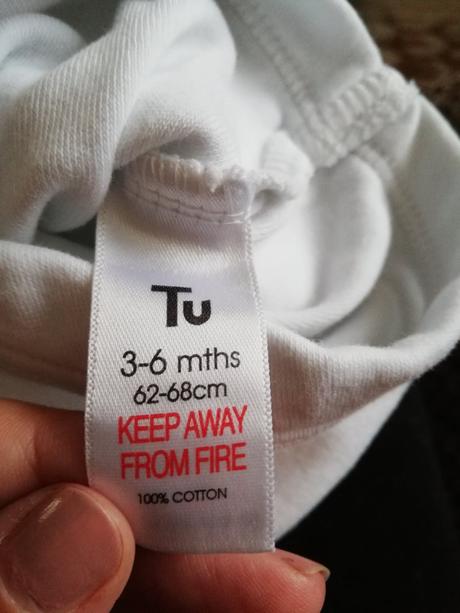 Tu
3-6 mths
62-68cm
KEEP AWAY
FROM FIRE
100% COTTON